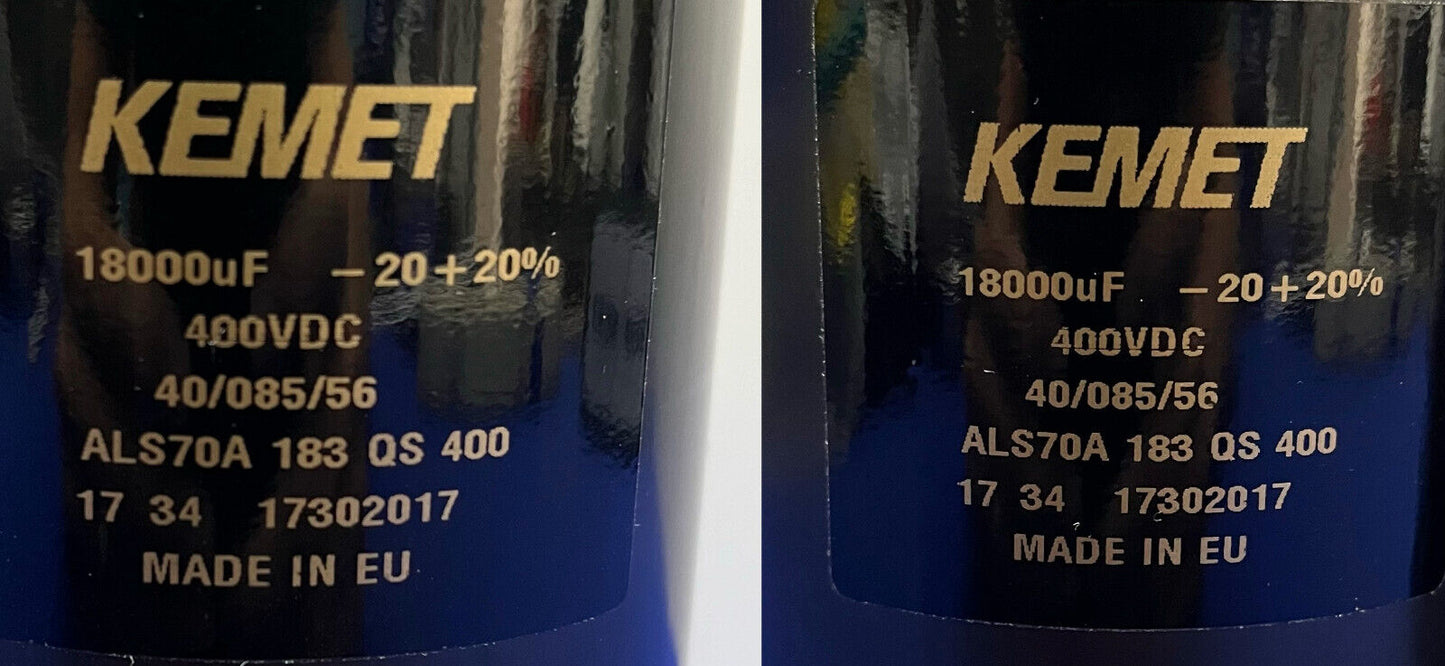 KEMET
18000uF −20+20%
400VDC
40/085/56
ALS70A 183 QS 400
17 34 17302017
MADE IN EU
KEMET
18000uF −20+20%
400VDC
40/085/56
ALS70A 183 QS 400
17 34 17302017
MADE IN EU